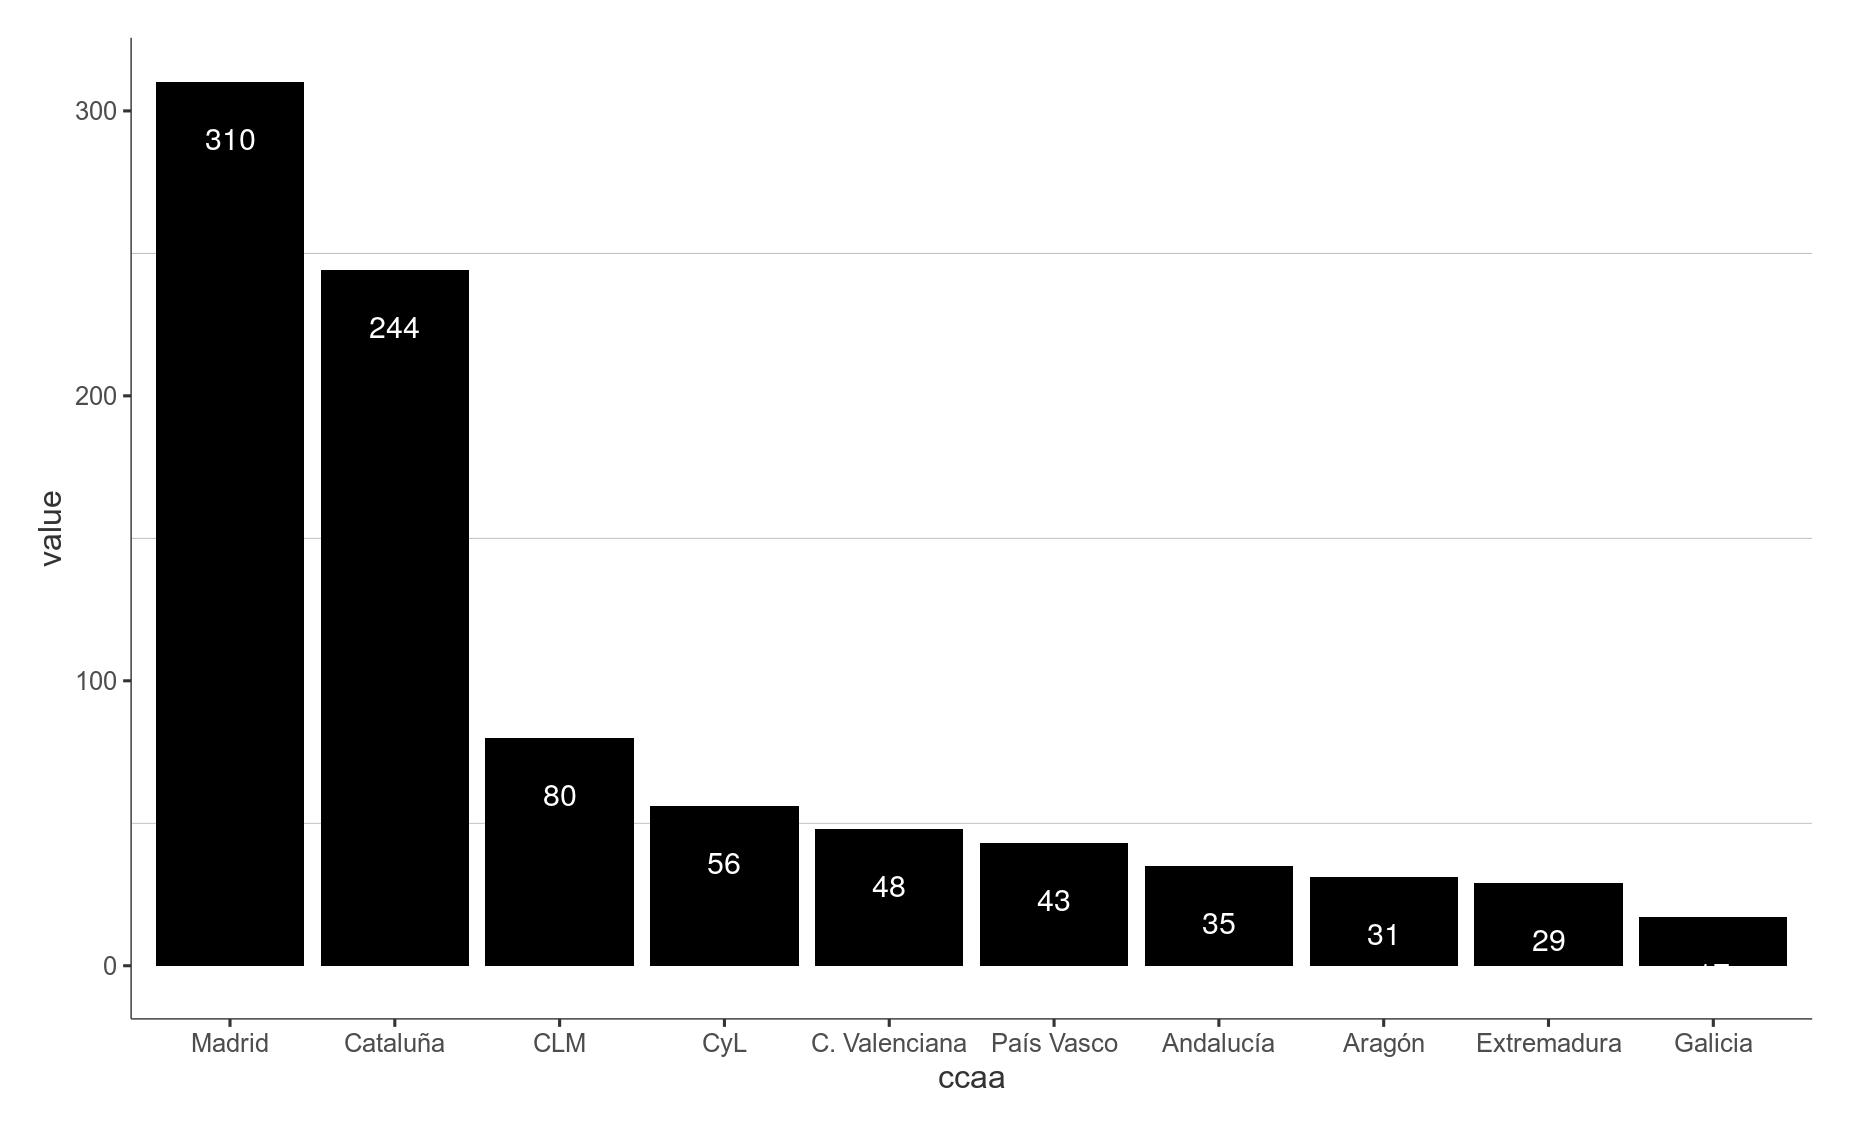 300
200
100
0
value
310
244
80
56
48
43
35
31
29
Madrid
Cataluña
CLM
CyL
C. Valenciana
País Vasco
Andalucía
Aragón
Extremadura
Galicia
ccaa